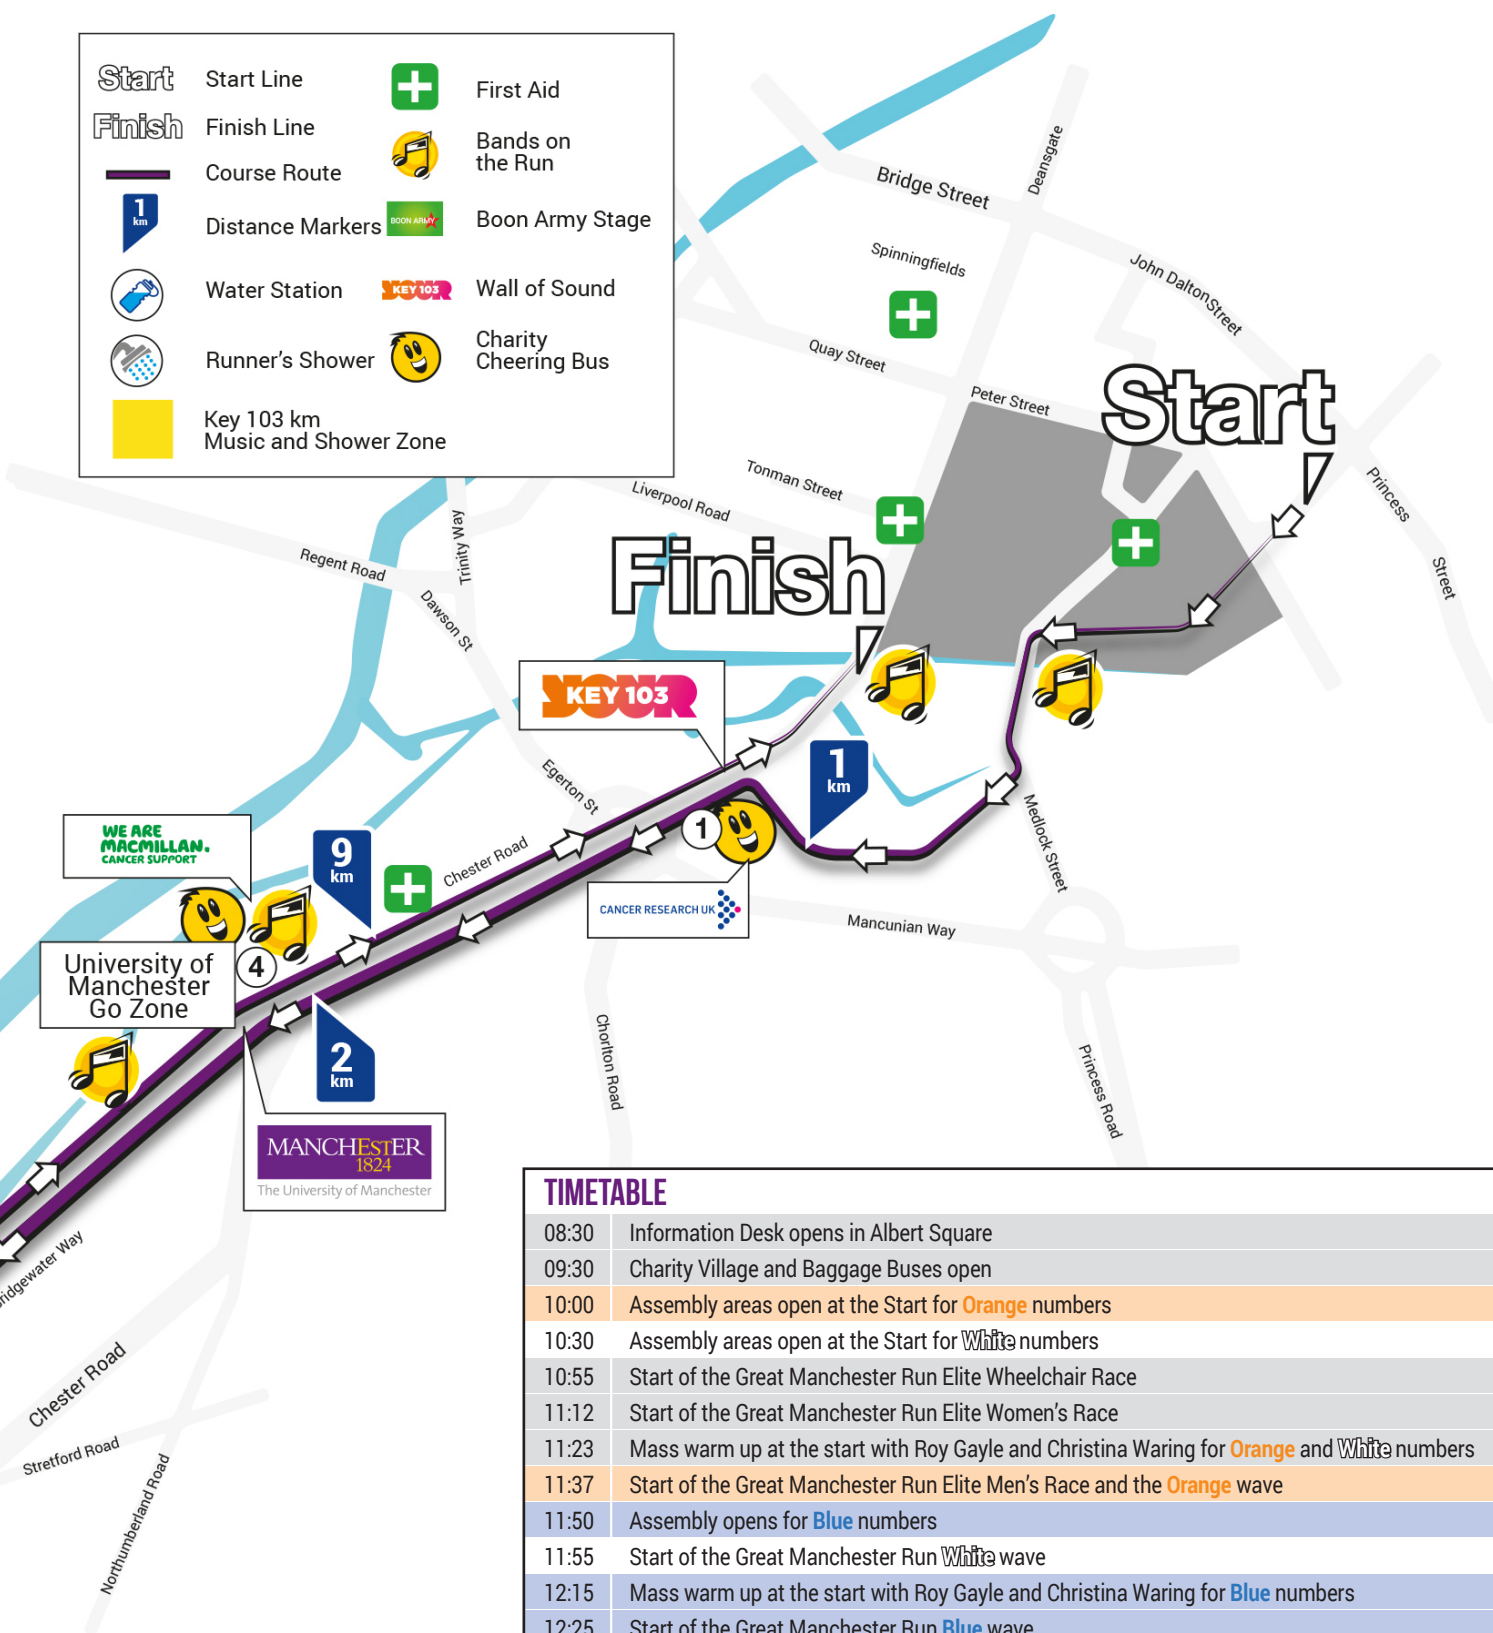 Start
Start Line
Finish
Finish Line
Course Route
1
km
Distance Markers
Water Station
Runner's Shower
Key 103 km
Music and Shower Zone
First Aid
Bands on
the Run
BOON ARMY
Boon Army Stage
KEY 103
Wall of Sound
Charity
Cheering Bus
Deansgate
Bridge Street
Spinningfields
John Dalton Street
Quay Street
Peter Street
Start
Tonman Street
Liverpool Road
Princess
Street
Trinity Way
Regent Road
Dawson St
Finish
KEY 103
Egerton St
1
km
Medlock Street
1
WE ARE
MACMILLAN.
CANCER SUPPORT
9
km
Chester Road
CANCER RESEARCH UK
Mancunian Way
University of
Manchester
Go Zone
4
2
km
Chorlton Road
Princess Road
MANCHESTER
1824
The University of Manchester
ridgewater Way
Chester Road
Stretford Road
Northumberland Road
TIMETABLE
08:30 Information Desk opens in Albert Square
09:30 Charity Village and Baggage Buses open
10:00 Assembly areas open at the Start for Orange numbers
10:30 Assembly areas open at the Start for White numbers
10:55 Start of the Great Manchester Run Elite Wheelchair Race
11:12 Start of the Great Manchester Run Elite Women's Race
11:23 Mass warm up at the start with Roy Gayle and Christina Waring for Orange and White numbers
11:37 Start of the Great Manchester Run Elite Men's Race and the Orange wave
11:50 Assembly opens for Blue numbers
11:55 Start of the Great Manchester Run White wave
12:15 Mass warm up at the start with Roy Gayle and Christina Waring for Blue numbers
12:25 Start of the Great Manchester Run Blue wave